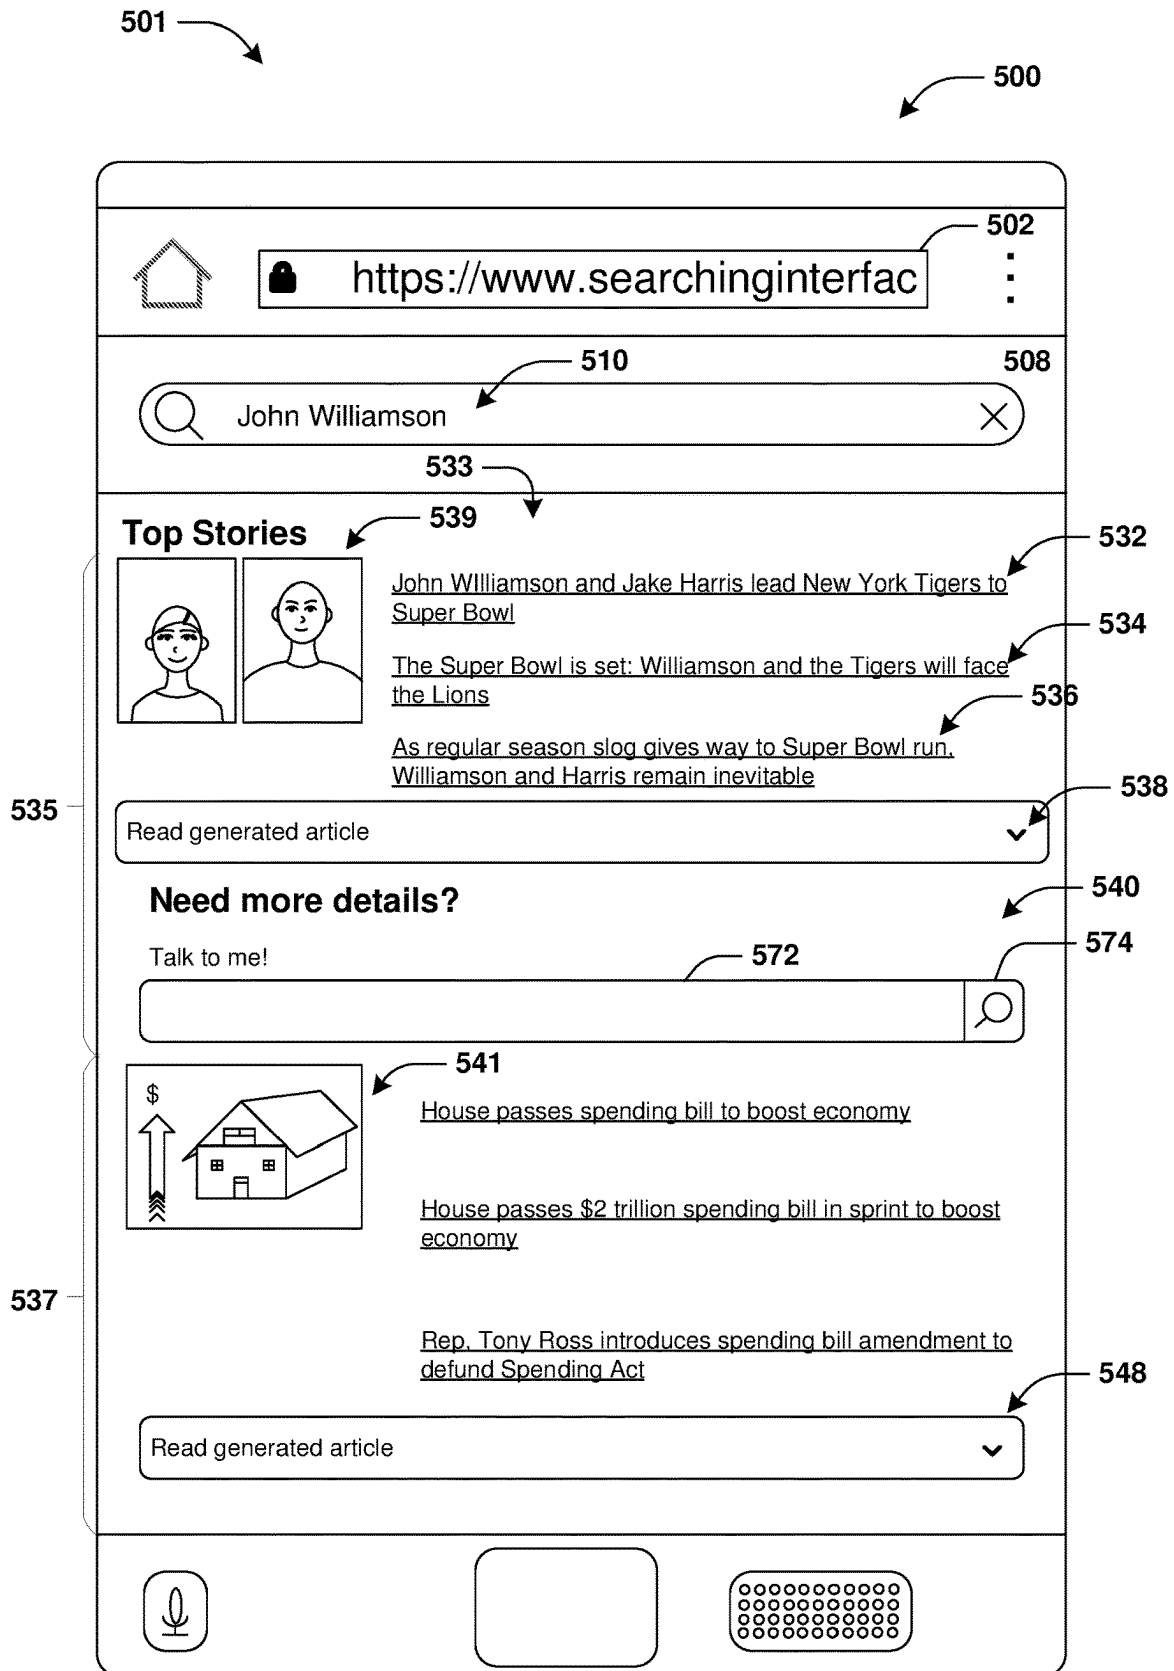 501
500
502
https://www.searchinginterfac
510
508
John Williamson
533
Top Stories
539
532
John WIlliamson and Jake Harris lead New York Tigers to
Super Bowl
534
The Super Bowl is set: Williamson and the Tigers will face
the Lions
536
As regular season slog gives way to Super Bowl run,
Williamson and Harris remain inevitable
535
538
Read generated article
Need more details?
540
Talk to me!
572
574
541
$
House passes spending bill to boost economy
House passes $2 trillion spending bill in sprint to boost
economy
537
Rep. Tony Ross introduces spending bill amendment to
defund Spending Act
548
Read generated article